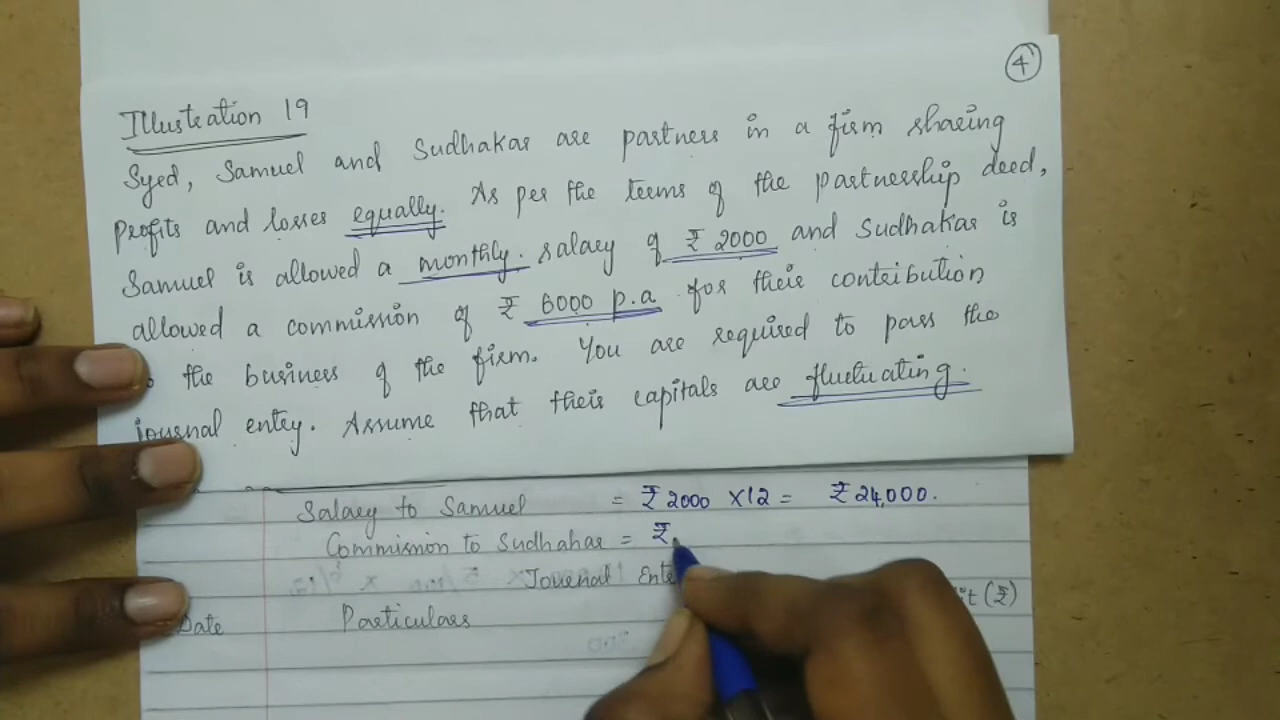 4
Illustration 19
Syed, Samuel and Sudhakar are partners in a firm sharing
profits and losses equally. As per the terms of the partnership deed,
Samuel is allowed a monthly. salary of ₹ 2000 and Sudhakar is
allowed a commission of ₹ 6000 p.a for their contribution
the business of the firm. You are required to pass the
journal entry. Assume that their capitals are fluctuating.
Salary to Samuel = ₹ 2000 X12 = ₹ 24,000.
Commission to Sudhakar = ₹
Journal
Date Particulars (₹)